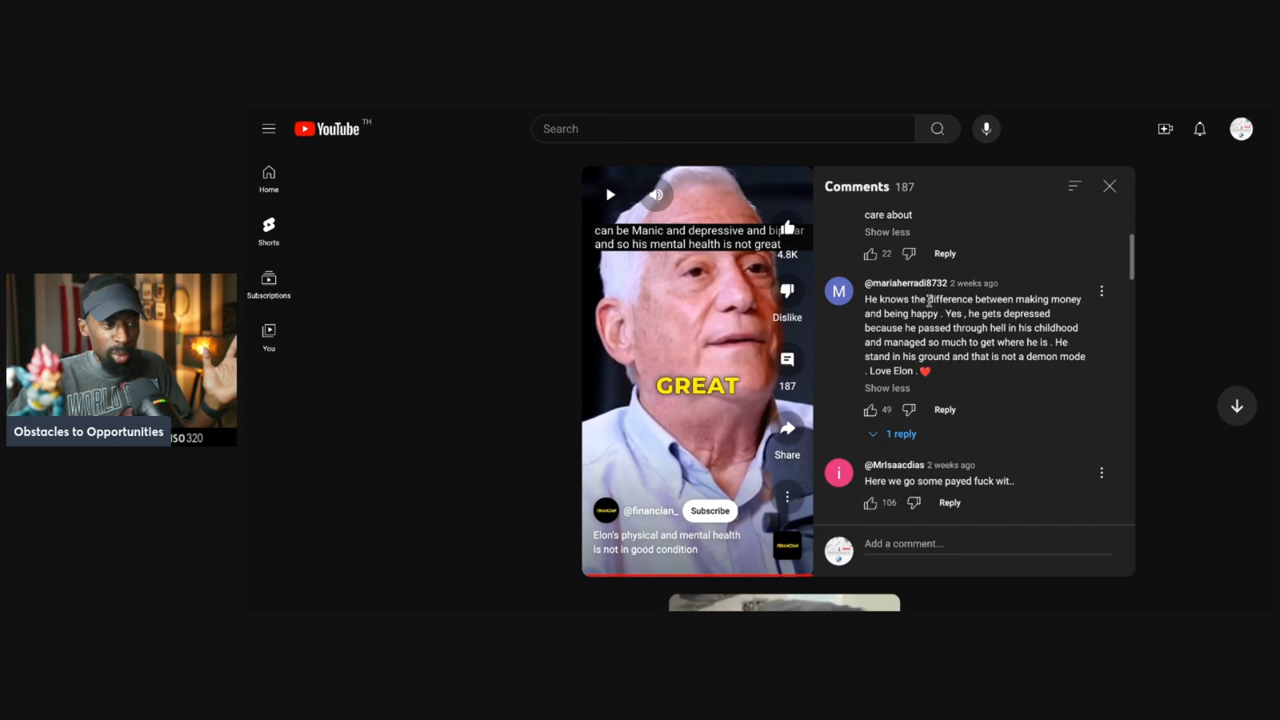 YouTube TH
Search
Home
Shorts
Subscriptions
You
WORLD
Obstacles to Opportunities
ISO 320
can be Manic and depressive and bipolar
and so his mental health is not great
GREAT
4.8K
Dislike
187
Share
FINANCIAN
@financian_
Subscribe
Elon's physical and mental health
is not in good condition
FINANCIAN
Comments 187
care about
Show less
22 Reply
M
@mariaherradi8732 2 weeks ago
He knows the difference between making money
and being happy . Yes , he gets depressed
because he passed through hell in his childhood
and managed so much to get where he is . He
stand in his ground and that is not a demon mode
. Love Elon . ❤️
Show less
49 Reply
1 reply
i
@MrIsaacdias 2 weeks ago
Here we go some payed fuck wit..
106 Reply
Add a comment...